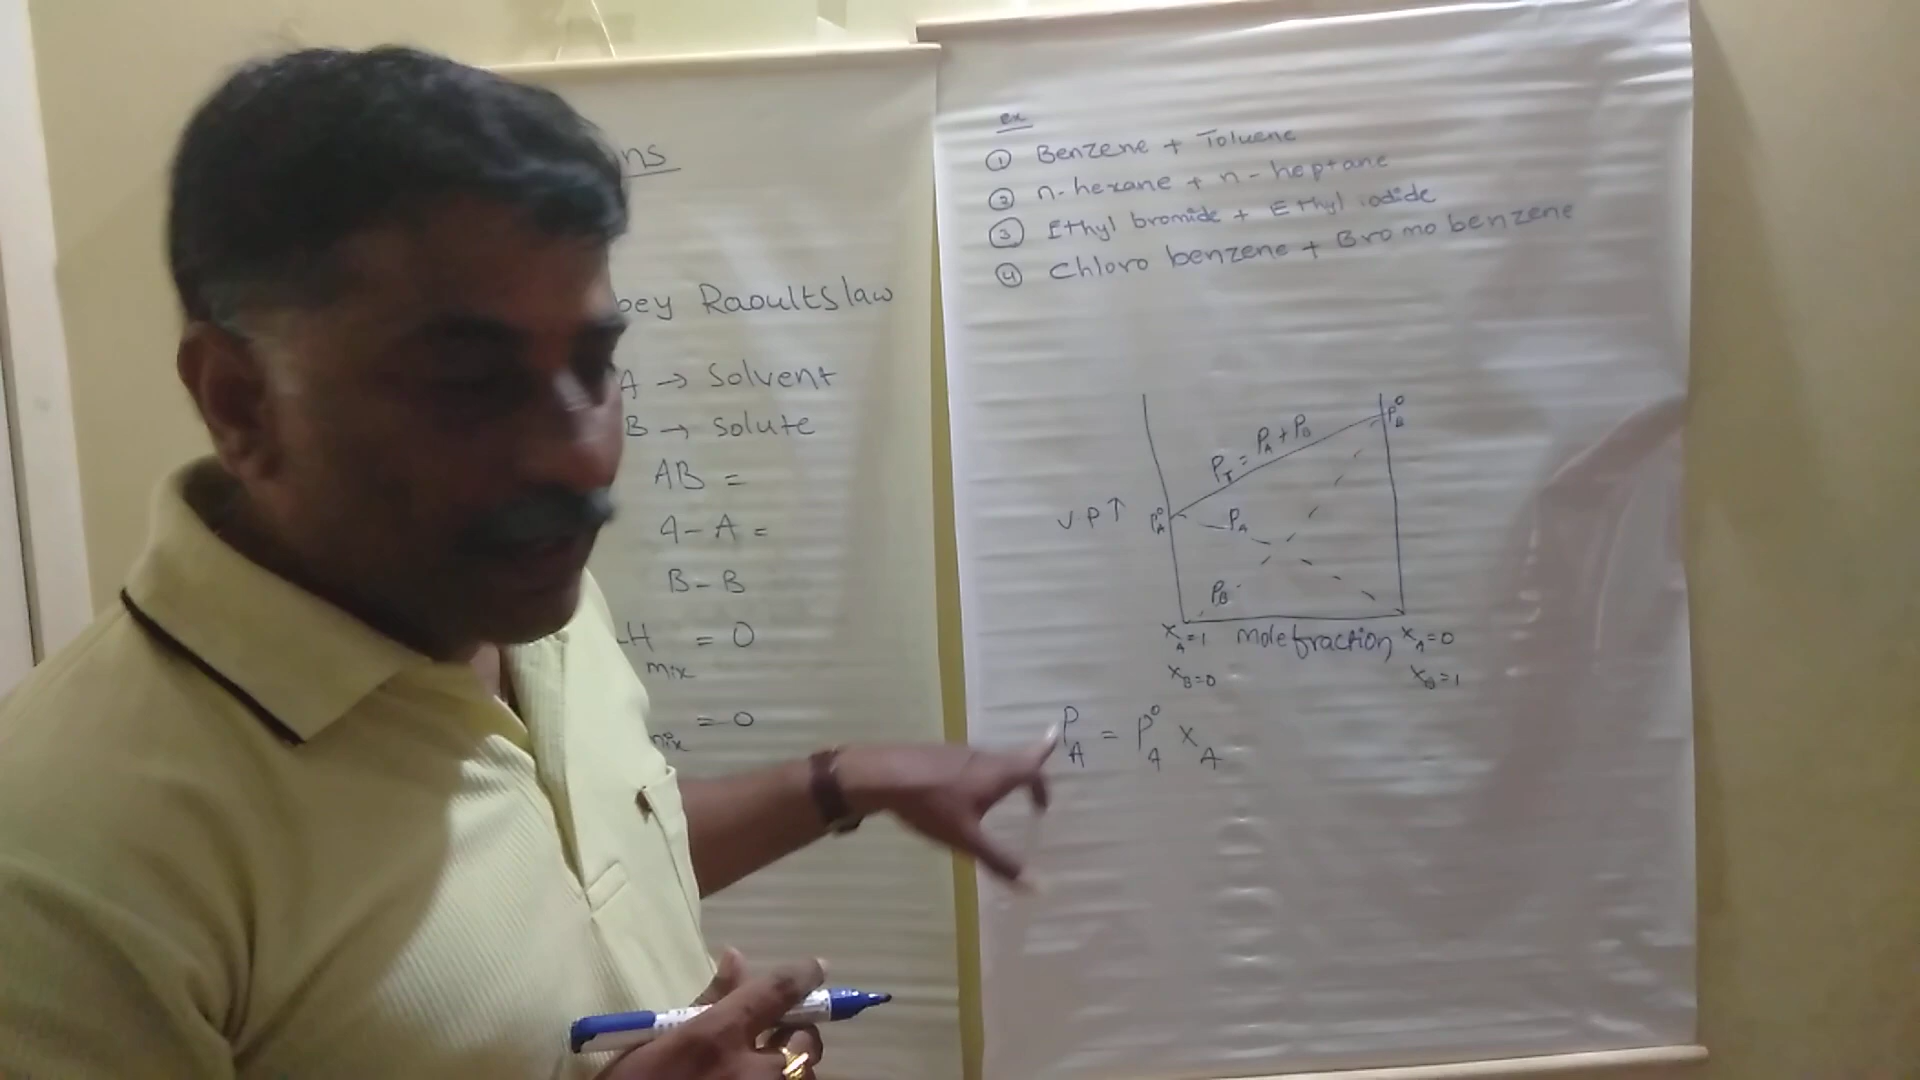 ns
bey Raoults law
A → Solvent
B → Solute
AB =
A - A =
B - B
H mix = 0
mix = 0
ex
① Benzene + Toluene
② n-hexane + n-heptane
③ Ethyl bromide + Ethyl iodide
④ Chloro benzene + Bromo benzene
P°B
PT = PA + PB
VP ↑ P°A PA
PB
xA=1 Mole fraction xA=0
xB=0 xB=1
PA = P°A xA